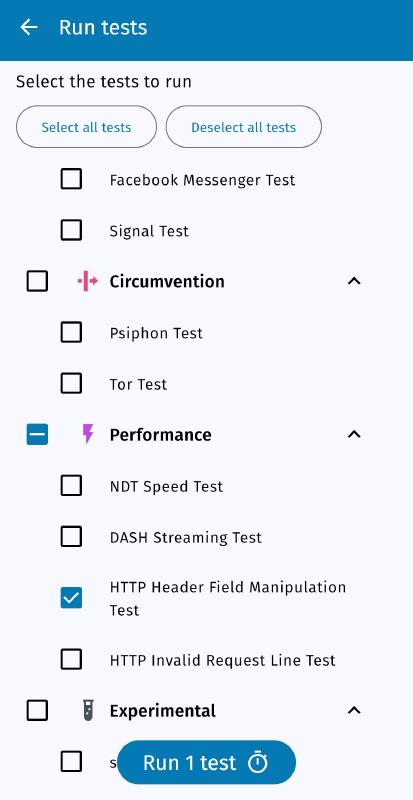 Run tests
Select the tests to run
Select all tests
Deselect all tests
Facebook Messenger Test
Signal Test
Circumvention
Psiphon Test
Tor Test
Performance
NDT Speed Test
DASH Streaming Test
HTTP Header Field Manipulation
Test
HTTP Invalid Request Line Test
Experimental
Run 1 test